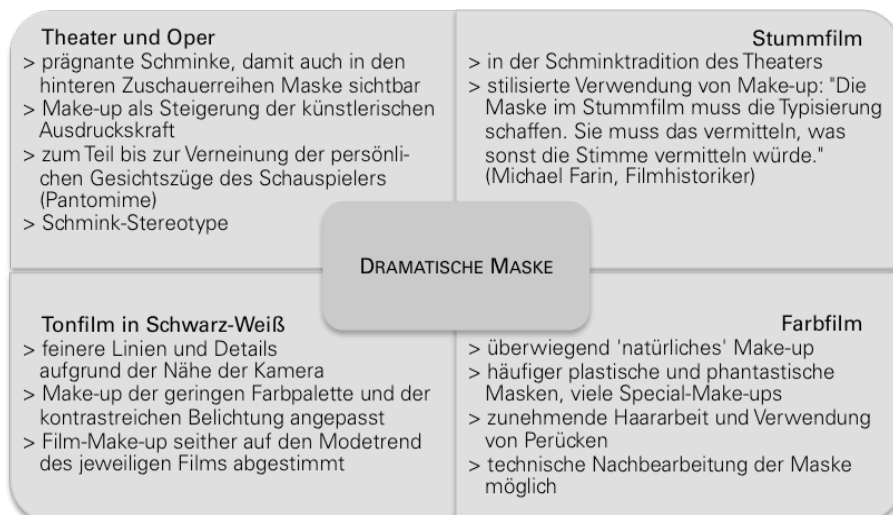 Theater und Oper
> prägnante Schminke, damit auch in den
hinteren Zuschauerreihen Maske sichtbar
> Make-up als Steigerung der künstlerischen
Ausdruckskraft
> zum Teil bis zur Verneinung der persönli-
chen Gesichtszüge des Schauspielers
(Pantomime)
> Schmink-Stereotype
Stummfilm
> in der Schminktradition des Theaters
> stilisierte Verwendung von Make-up: "Die
Maske im Stummfilm muss die Typisierung
schaffen. Sie muss das vermitteln, was
sonst die Stimme vermitteln würde."
(Michael Farin, Filmhistoriker)
DRAMATISCHE MASKE
Tonfilm in Schwarz-Weiß
> feinere Linien und Details
aufgrund der Nähe der Kamera
> Make-up der geringen Farbpalette und der
kontrastreichen Belichtung angepasst
> Film-Make-up seither auf den Modetrend
des jeweiligen Films abgestimmt
Farbfilm
> überwiegend 'natürliches' Make-up
> häufiger plastische und phantastische
Masken, viele Special-Make-ups
> zunehmende Haararbeit und Verwendung
von Perücken
> technische Nachbearbeitung der Maske
möglich